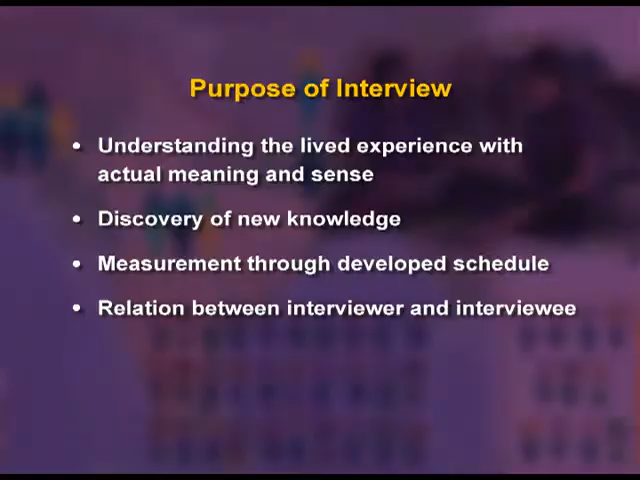 Purpose of Interview
• Understanding the lived experience with
actual meaning and sense
• Discovery of new knowledge
• Measurement through developed schedule
• Relation between interviewer and interviewee